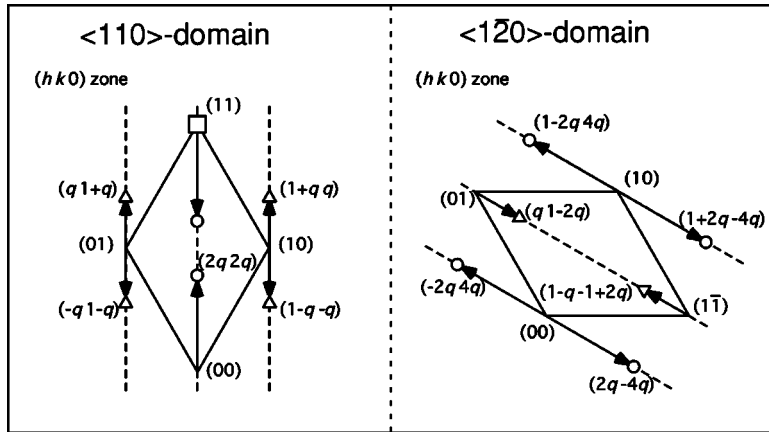 <110>-domain
(h k 0) zone
(11)
(q 1+q)
(1+q q)
(01)
(10)
(2q 2q)
(-q 1-q)
(1-q -q)
(00)
<12̅0>-domain
(h k 0) zone
(1-2q 4q)
(10)
(01)
(q 1-2q)
(1+2q -4q)
(-2q 4q)
(1-q -1+2q)
(11̅)
(00)
(2q -4q)